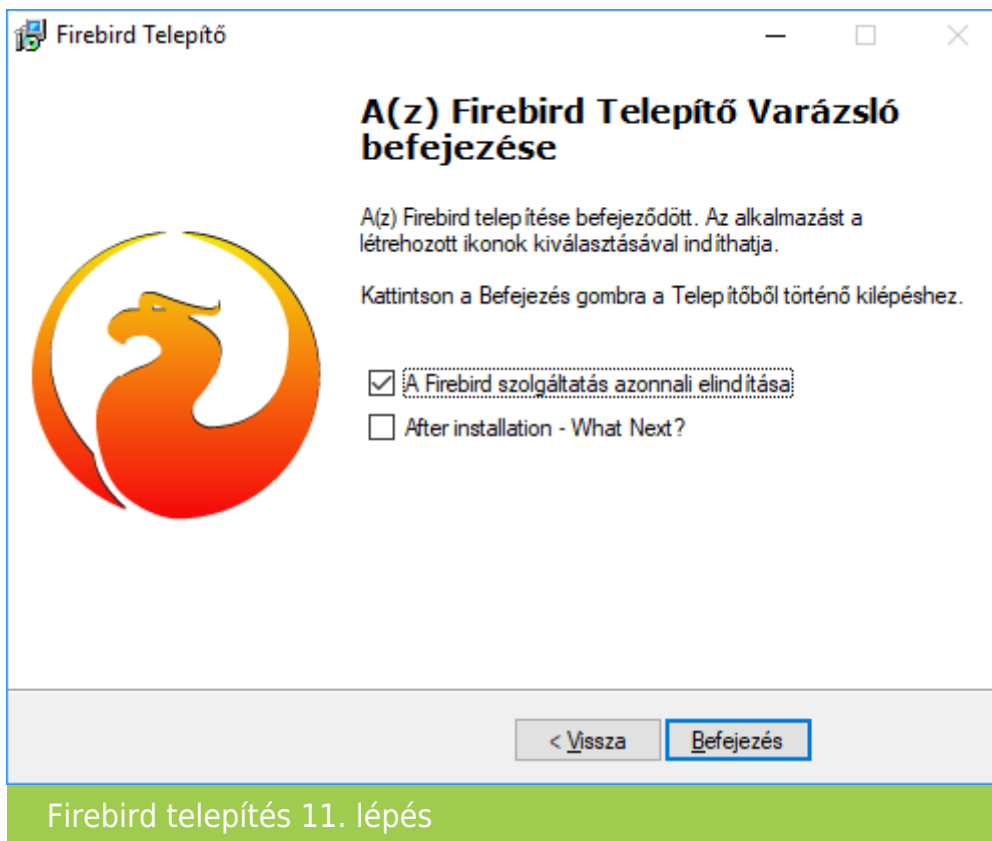 Firebird Telepítő
A(z) Firebird Telepítő Varázsló
befejezése
A(z) Firebird telepítése befejeződött. Az alkalmazást a
létrehozott ikonok kiválasztásával indíthatja.
Kattintson a Befejezés gombra a Telepítőből történő kilépéshez.
A Firebird szolgáltatás azonnali elindítása
After installation - What Next?
< Vissza
Befejezés
Firebird telepítés 11. lépés